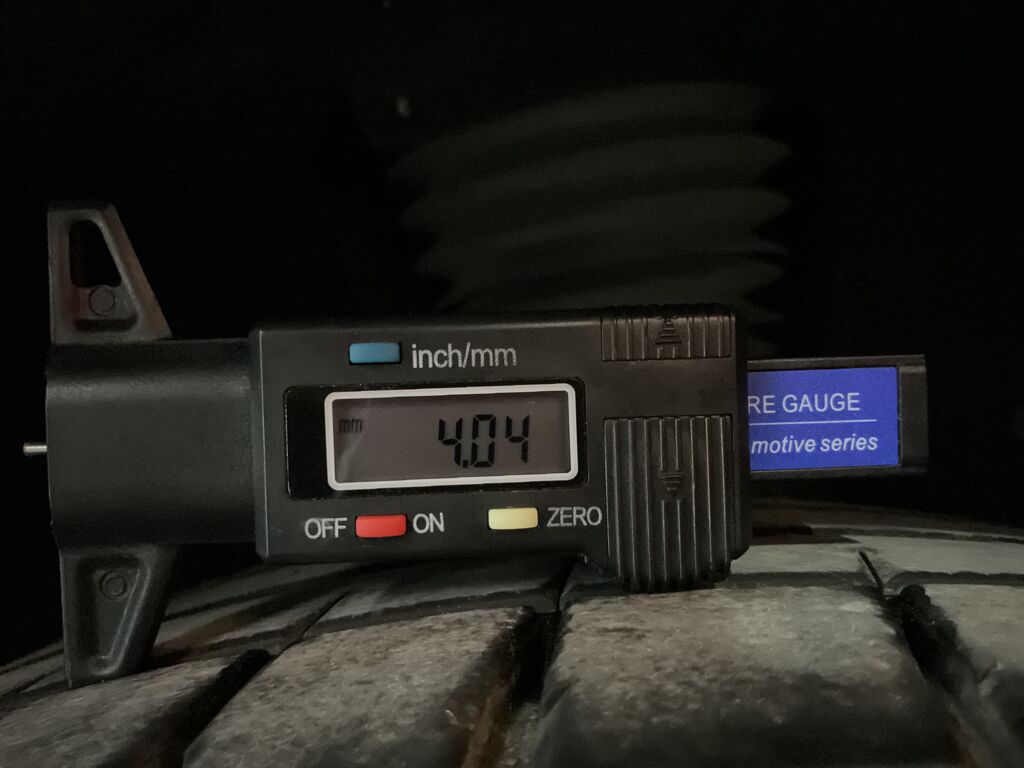 inch/mm
mm 4.04
OFF ON ZERO
RE GAUGE
motive series